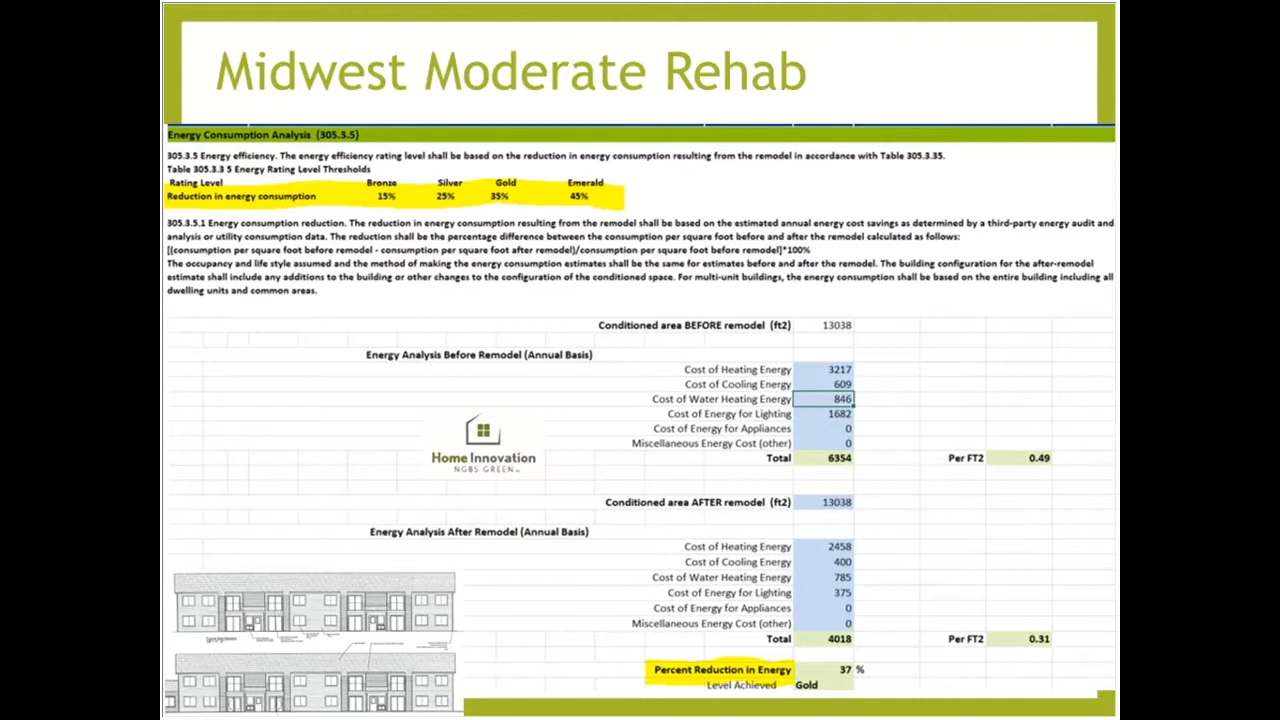 Midwest Moderate Rehab
Energy Consumption Analysis (305.3.5)
305.3.5 Energy efficiency. The energy efficiency rating level shall be based on the reduction in energy consumption resulting from the remodel in accordance with Table 305.3.35.
Table 305.3.3 5 Energy Rating Level Thresholds
Rating Level Bronze Silver Gold Emerald
Reduction in energy consumption 15% 25% 35% 45%
305.3.5.1 Energy consumption reduction. The reduction in energy consumption resulting from the remodel shall be based on the estimated annual energy cost savings as determined by a third-party energy audit and
analysis or utility consumption data. The reduction shall be the percentage difference between the consumption per square foot before and after the remodel calculated as follows:
[(consumption per square foot before remodel - consumption per square foot after remodel)/consumption per square foot before remodel]*100%
The occupancy and life style assumed and the method of making the energy consumption estimates shall be the same for estimates before and after the remodel. The building configuration for the after-remodel
estimate shall include any additions to the building or other changes to the configuration of the conditioned space. For multi-unit buildings, the energy consumption shall be based on the entire building including all
dwelling units and common areas.
Conditioned area BEFORE remodel (ft2) 13038
Energy Analysis Before Remodel (Annual Basis)
Cost of Heating Energy 3217
Cost of Cooling Energy 609
Cost of Water Heating Energy 846
Cost of Energy for Lighting 1682
Cost of Energy for Appliances 0
Miscellaneous Energy Cost (other) 0
Total 6354 Per FT2 0.49
Home Innovation
NGBS GREEN
Conditioned area AFTER remodel (ft2) 13038
Energy Analysis After Remodel (Annual Basis)
Cost of Heating Energy 2458
Cost of Cooling Energy 400
Cost of Water Heating Energy 785
Cost of Energy for Lighting 375
Cost of Energy for Appliances 0
Miscellaneous Energy Cost (other) 0
Total 4018 Per FT2 0.31
Percent Reduction in Energy 37 %
Level Achieved Gold